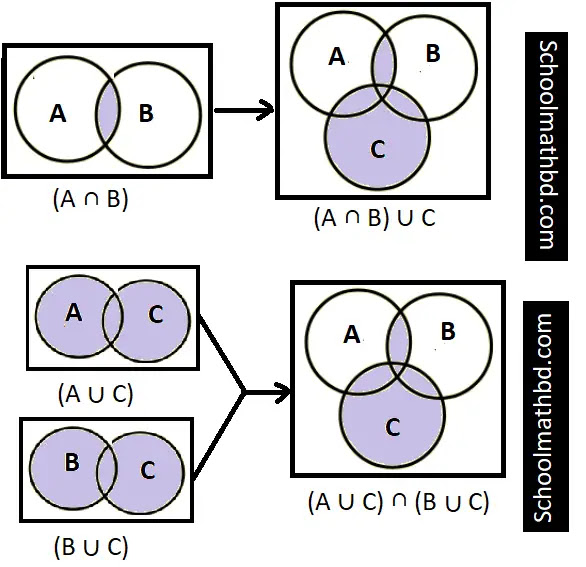 A B
(A ∩ B)
A B
C
(A ∩ B) ∪ C
Schoolmathbd.com
A C
(A ∪ C)
B C
(B ∪ C)
A B
C
(A ∪ C) ∩ (B ∪ C)
Schoolmathbd.com